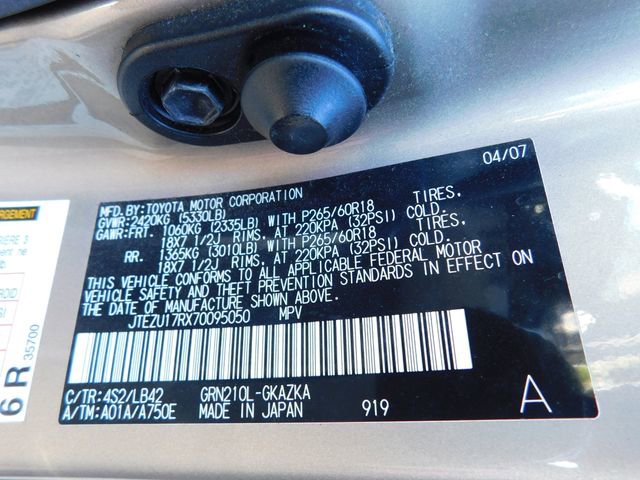 04/07
MFD.BY:TOYOTA MOTOR CORPORATION
GVWR:2420KG (5330LB)
GAWR:FRT. 1060KG (2335LB) WITH P265/60R18 TIRES.
18X7 1/2J RIMS. AT 220KPA (32PSI) COLD.
RR. 1365KG (3010LB) WITH P265/60R18 TIRES.
18X7 1/2J RIMS. AT 220KPA (32PSI) COLD.
THIS VEHICLE CONFORMS TO ALL APPLICABLE FEDERAL MOTOR
VEHICLE SAFETY AND THEFT PREVENTION STANDARDS IN EFFECT ON
THE DATE OF MANUFACTURE SHOWN ABOVE.
JTEZU17RX70095050 MPV
C/TR:4S2/LB42 GRN210L-GKAZKA
A/TM:A01A/A750E MADE IN JAPAN 919 A
6 R 35700